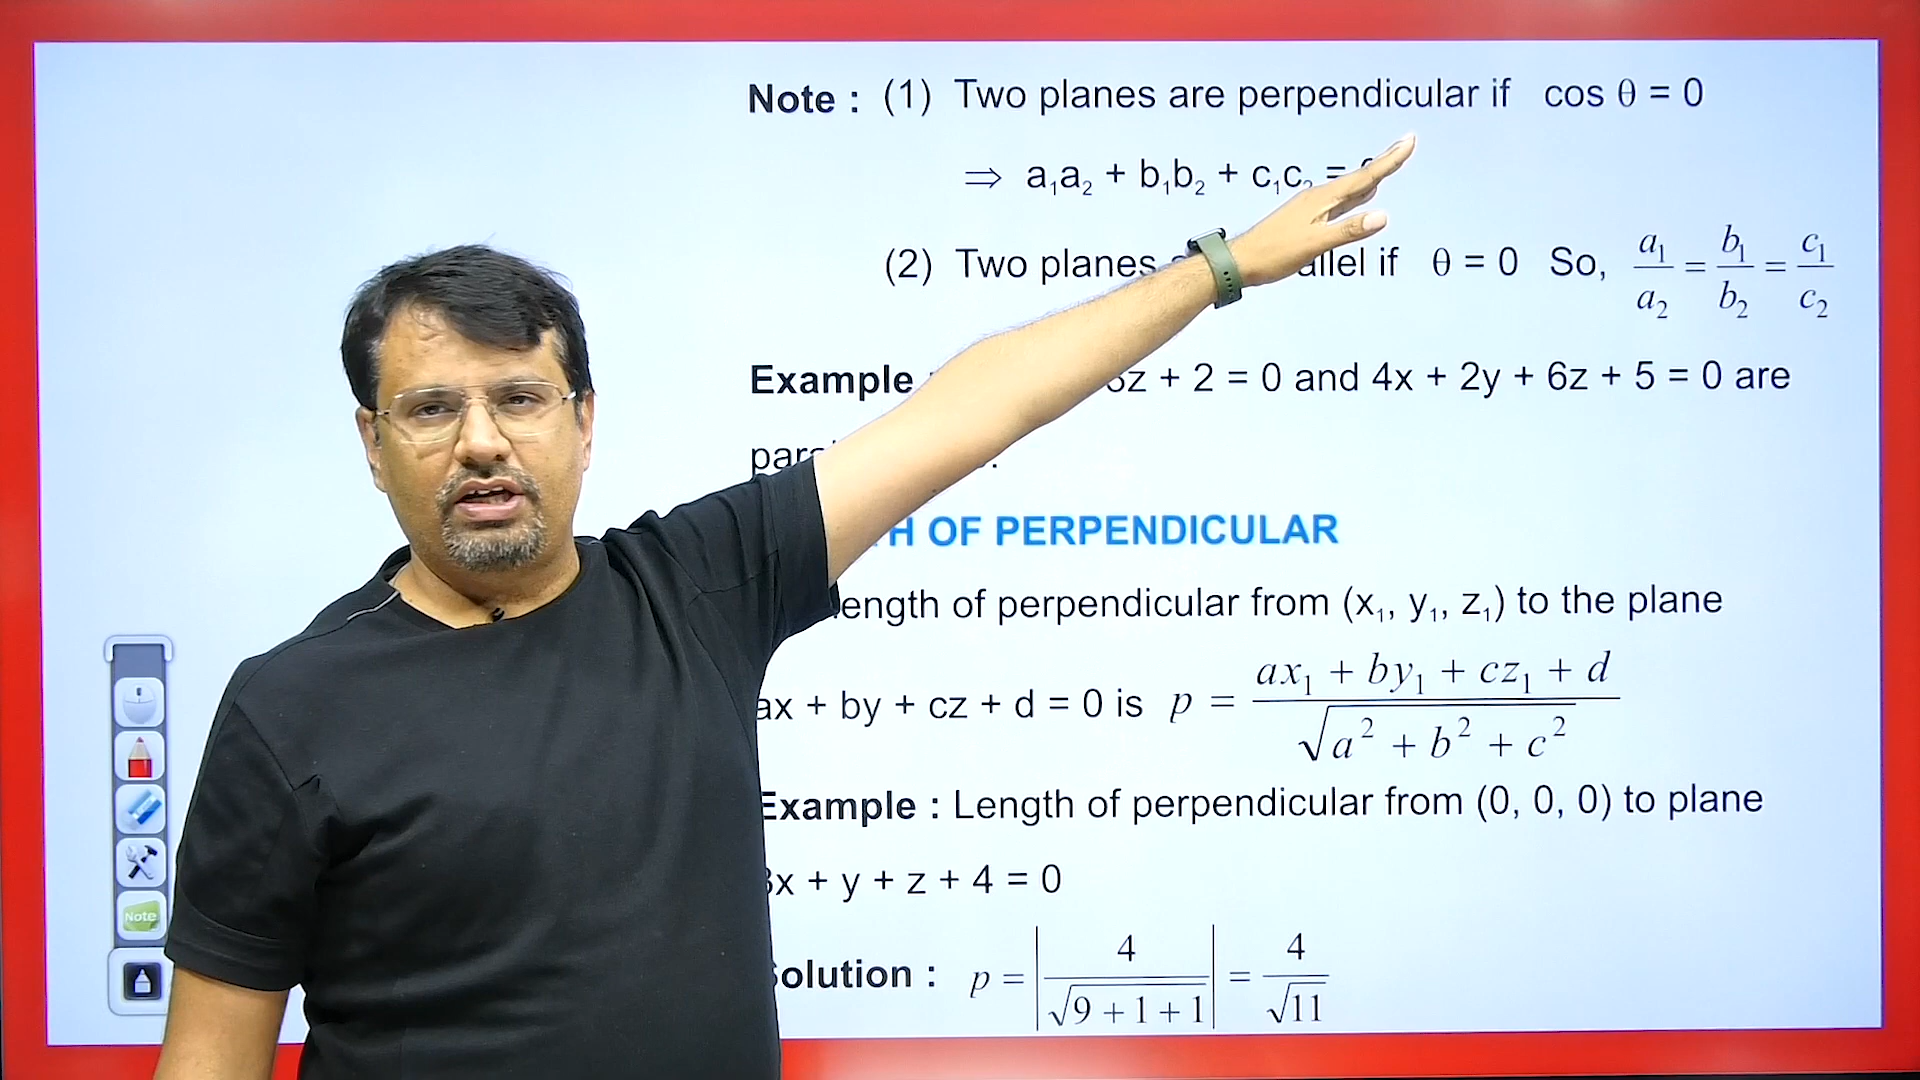 Note : (1) Two planes are perpendicular if cos θ = 0
⇒ a₁a₂ + b₁b₂ + c₁c₂ =
(2) Two planes if θ = 0 So, a₁/a₂ = b₁/b₂ = c₁/c₂
Example z + 2 = 0 and 4x + 2y + 6z + 5 = 0 are
OF PERPENDICULAR
length of perpendicular from (x₁, y₁, z₁) to the plane
ax + by + cz + d = 0 is p = (ax₁ + by₁ + cz₁ + d)/√(a² + b² + c²)
Example : Length of perpendicular from (0, 0, 0) to plane
3x + y + z + 4 = 0
Solution : p = |4/√(9 + 1 + 1)| = 4/√11
Note